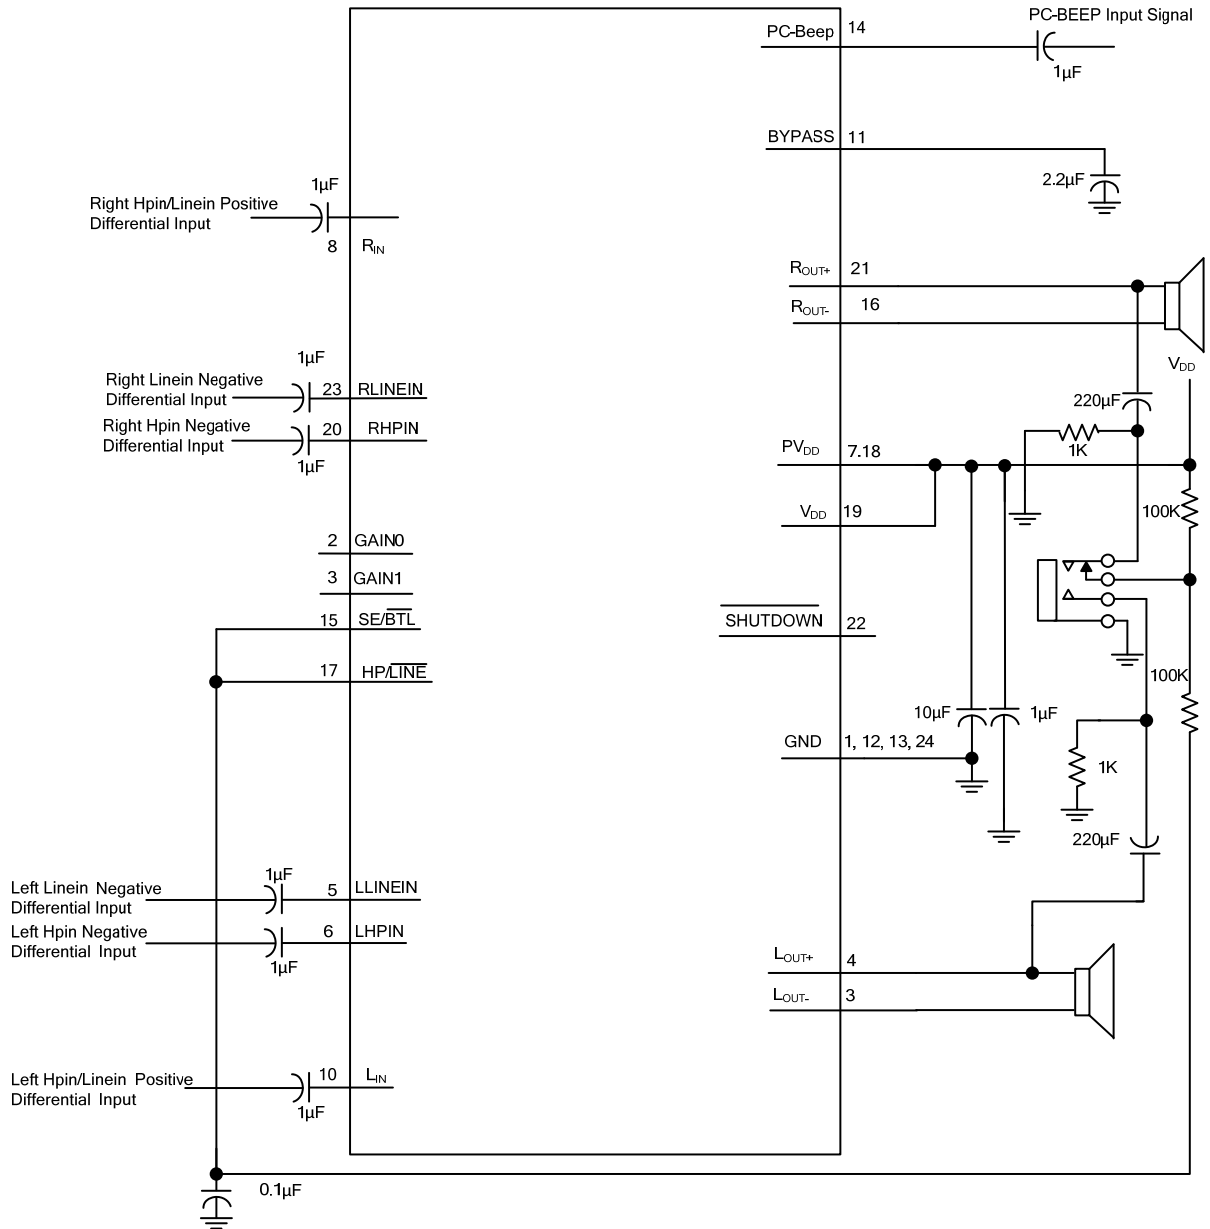 PC-BEEP Input Signal
PC-Beep 14
1µF
BYPASS 11
2.2µF
1µF
Right Hpin/Linein Positive
Differential Input
8 RIN
ROUT+ 21
ROUT- 16
VDD
1µF
Right Linein Negative
Differential Input
23 RLINEIN
Right Hpin Negative
Differential Input
20 RHPIN
1µF
220µF
1K
PVDD 7.18
VDD 19
100K
2 GAIN0
3 GAIN1
15 SE/BTL
SHUTDOWN 22
17 HP/LINE
100K
10µF
1µF
GND 1, 12, 13, 24
1K
220µF
1µF
Left Linein Negative
Differential Input
5 LLINEIN
Left Hpin Negative
Differential Input
6 LHPIN
1µF
LOUT+ 4
LOUT- 3
Left Hpin/Linein Positive
Differential Input
10 LIN
1µF
0.1µF